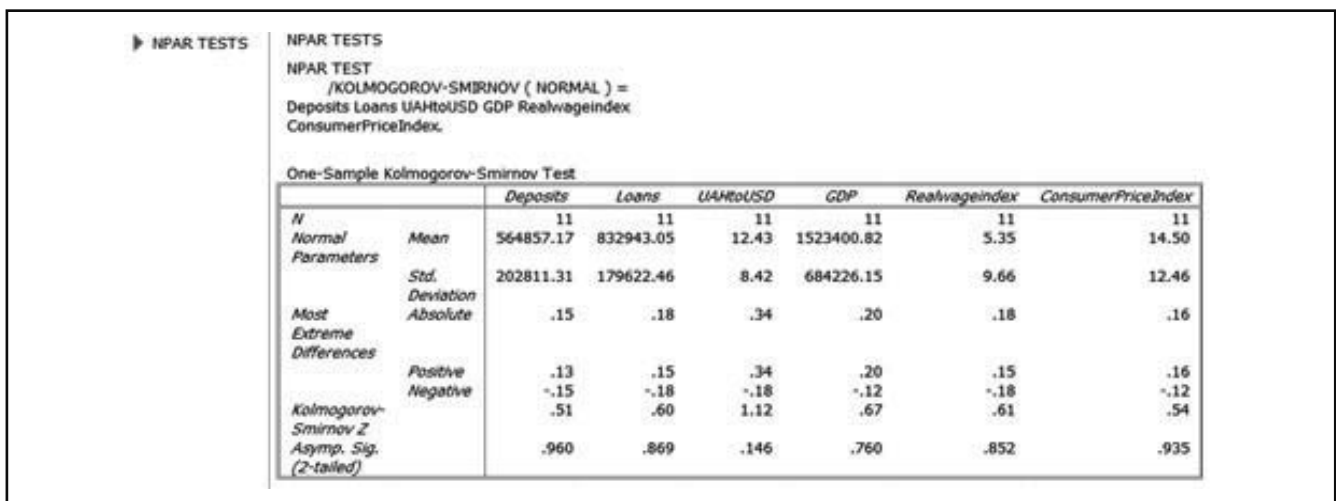 NPAR TESTS
NPAR TESTS
NPAR TEST
/KOLMOGOROV-SMIRNOV ( NORMAL ) =
Deposits Loans UAHtoUSD GDP Realwageindex
ConsumerPriceIndex.
One-Sample Kolmogorov-Smirnov Test
Deposits Loans UAHtoUSD GDP Realwageindex ConsumerPriceIndex
N 11 11 11 11 11 11
Normal Mean 564857.17 832943.05 12.43 1523400.82 5.35 14.50
Parameters
Std. 202811.31 179622.46 8.42 684226.15 9.66 12.46
Deviation
Most Absolute .15 .18 .34 .20 .18 .16
Extreme
Differences
Positive .13 .15 .34 .20 .15 .16
Negative -.15 -.18 -.18 -.12 -.18 -.12
Kolmogorov- .51 .60 1.12 .67 .61 .54
Smirnov Z
Asymp. Sig. .960 .869 .146 .760 .852 .935
(2-tailed)